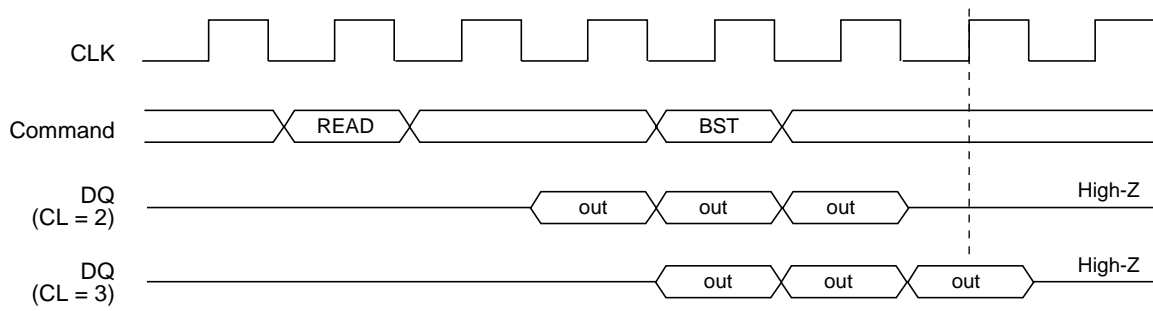 CLK
Command
READ
BST
DQ
(CL = 2)
out
out
out
High-Z
DQ
(CL = 3)
out
out
out
High-Z